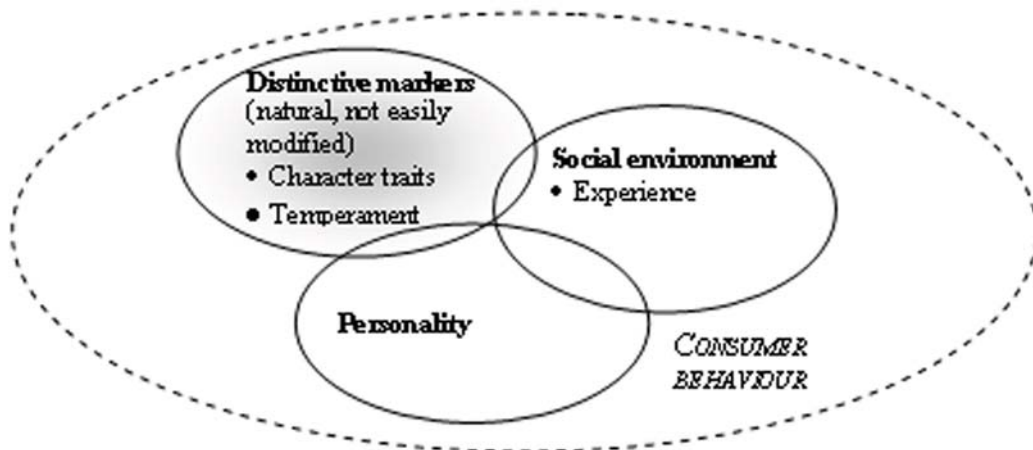 Distinctive markers
(natural, not easily
modified)
• Character traits
• Temperament
Social environment
• Experience
Personality
CONSUMER
BEHAVIOUR